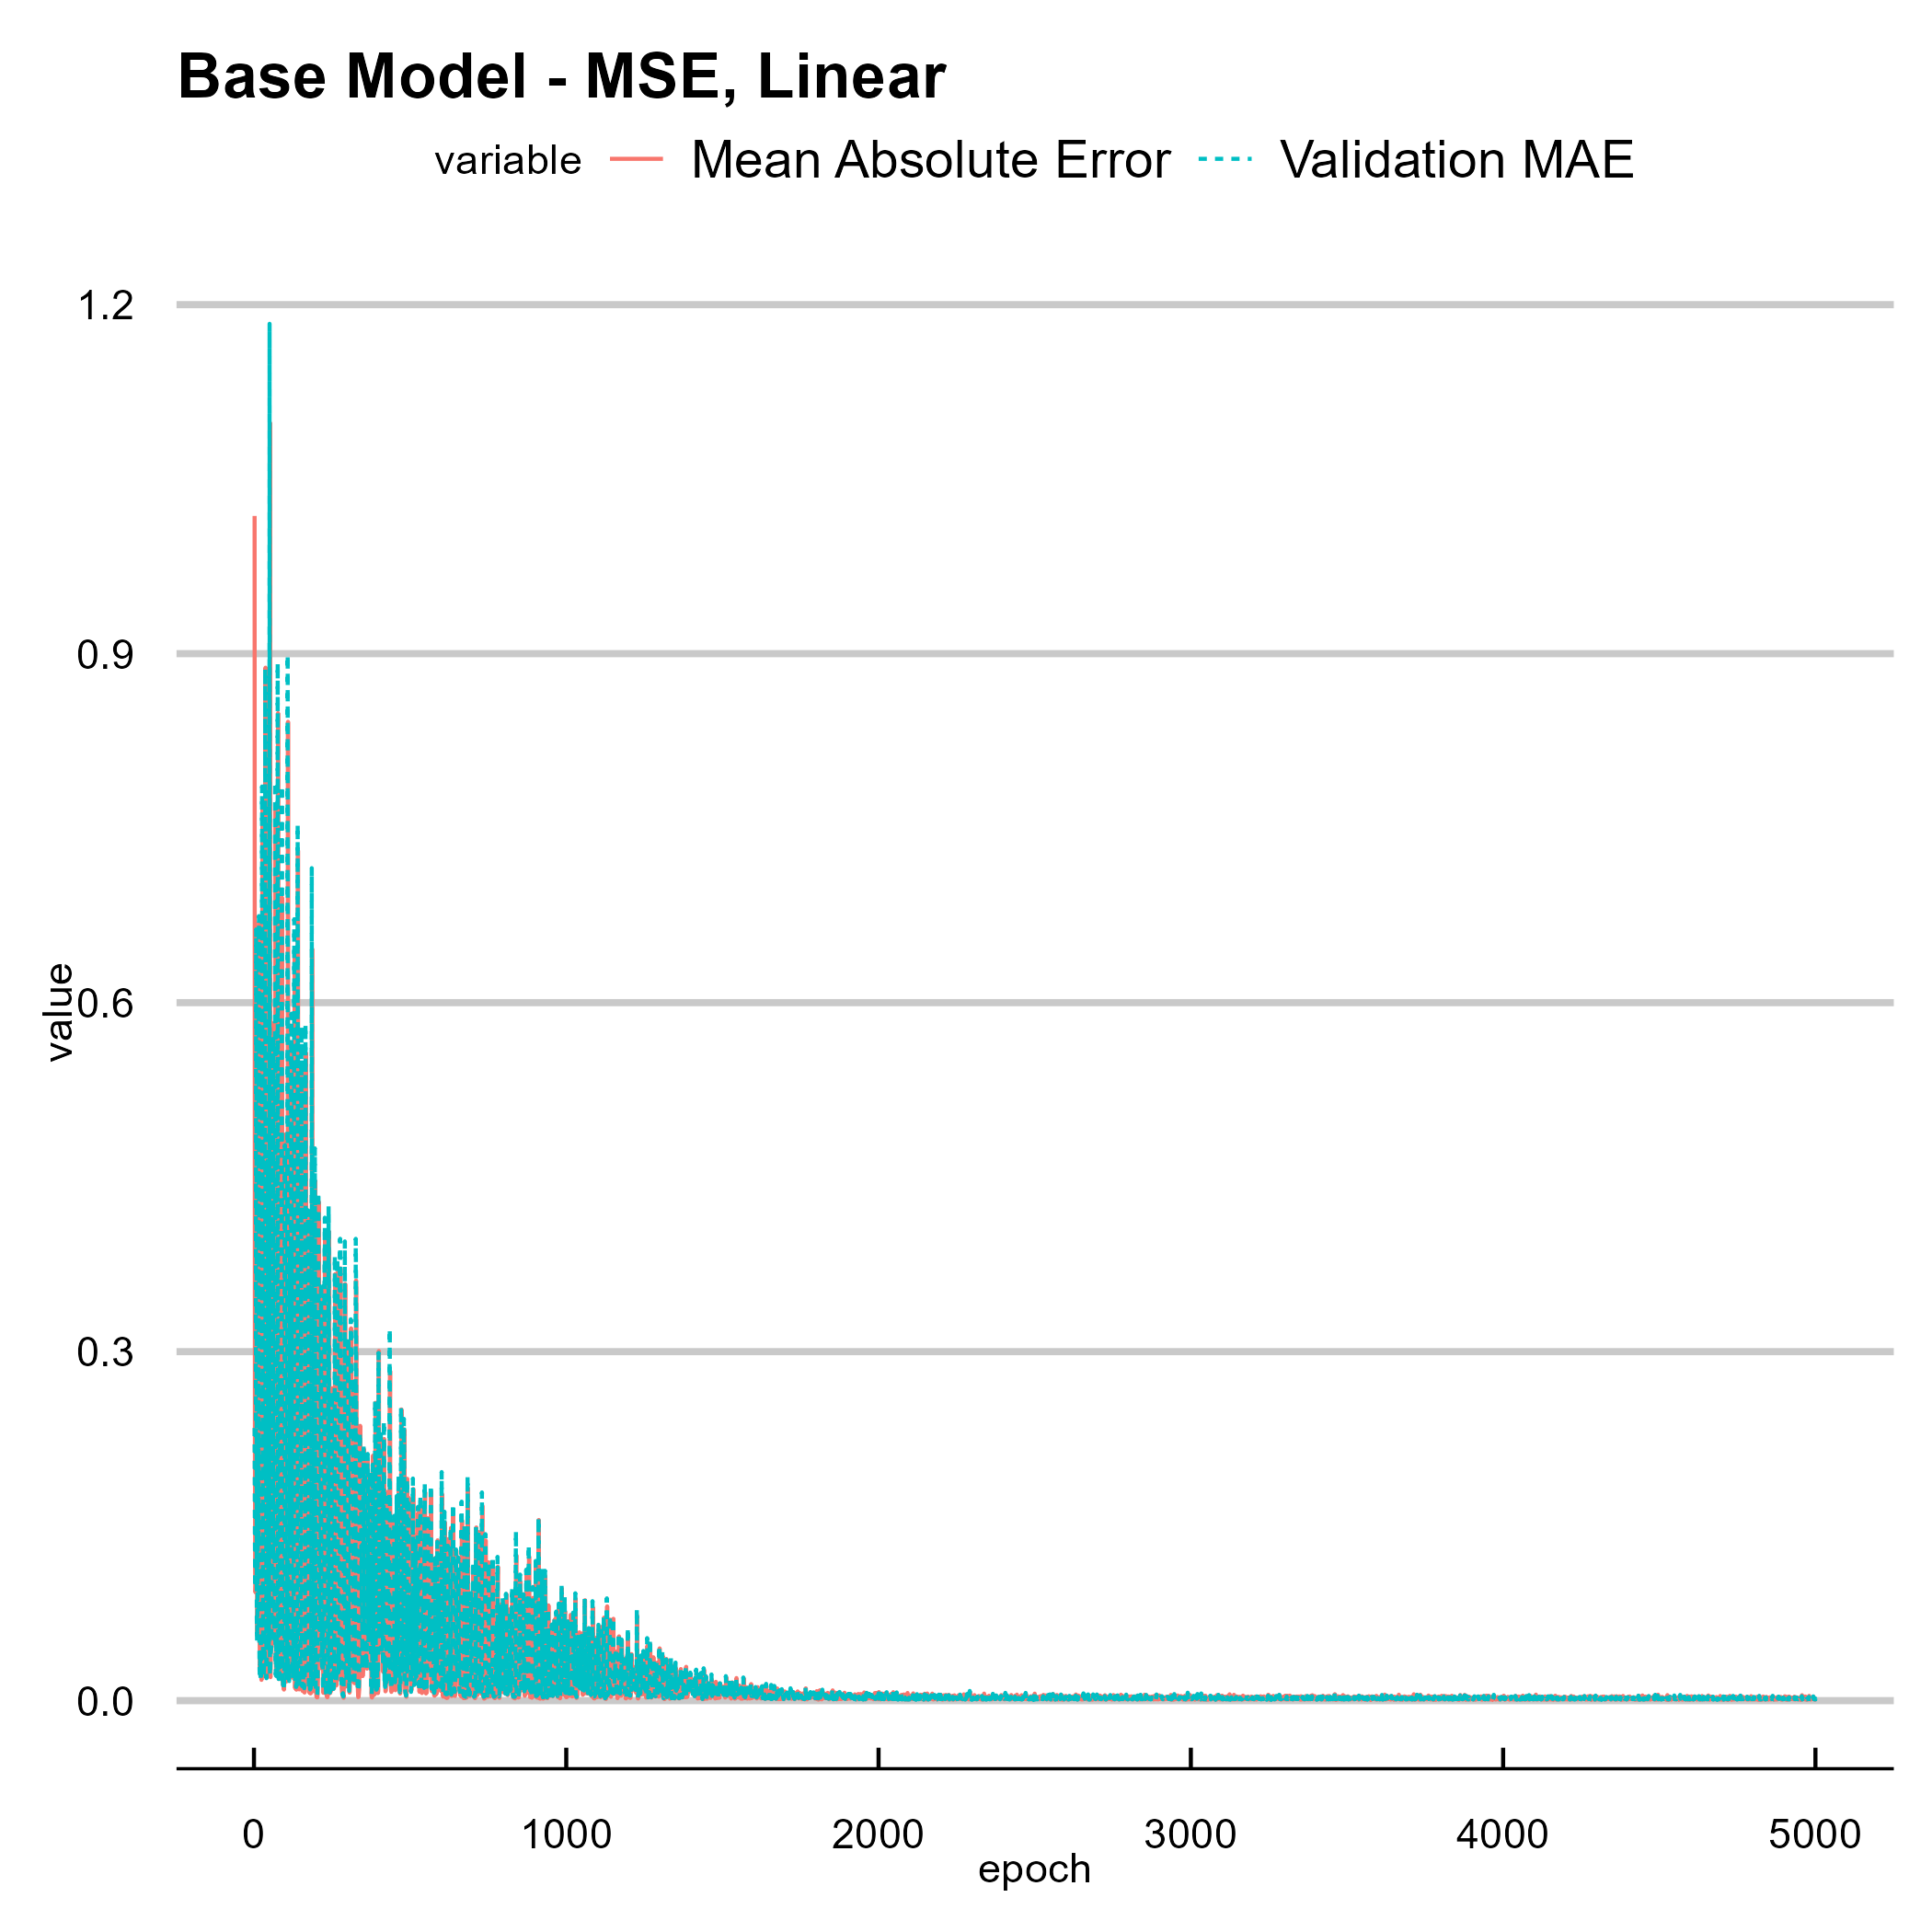 Base Model - MSE, Linear
variable Mean Absolute Error Validation MAE
1.2
0.9
0.6
0.3
0.0
value
0 1000 2000 3000 4000 5000
epoch